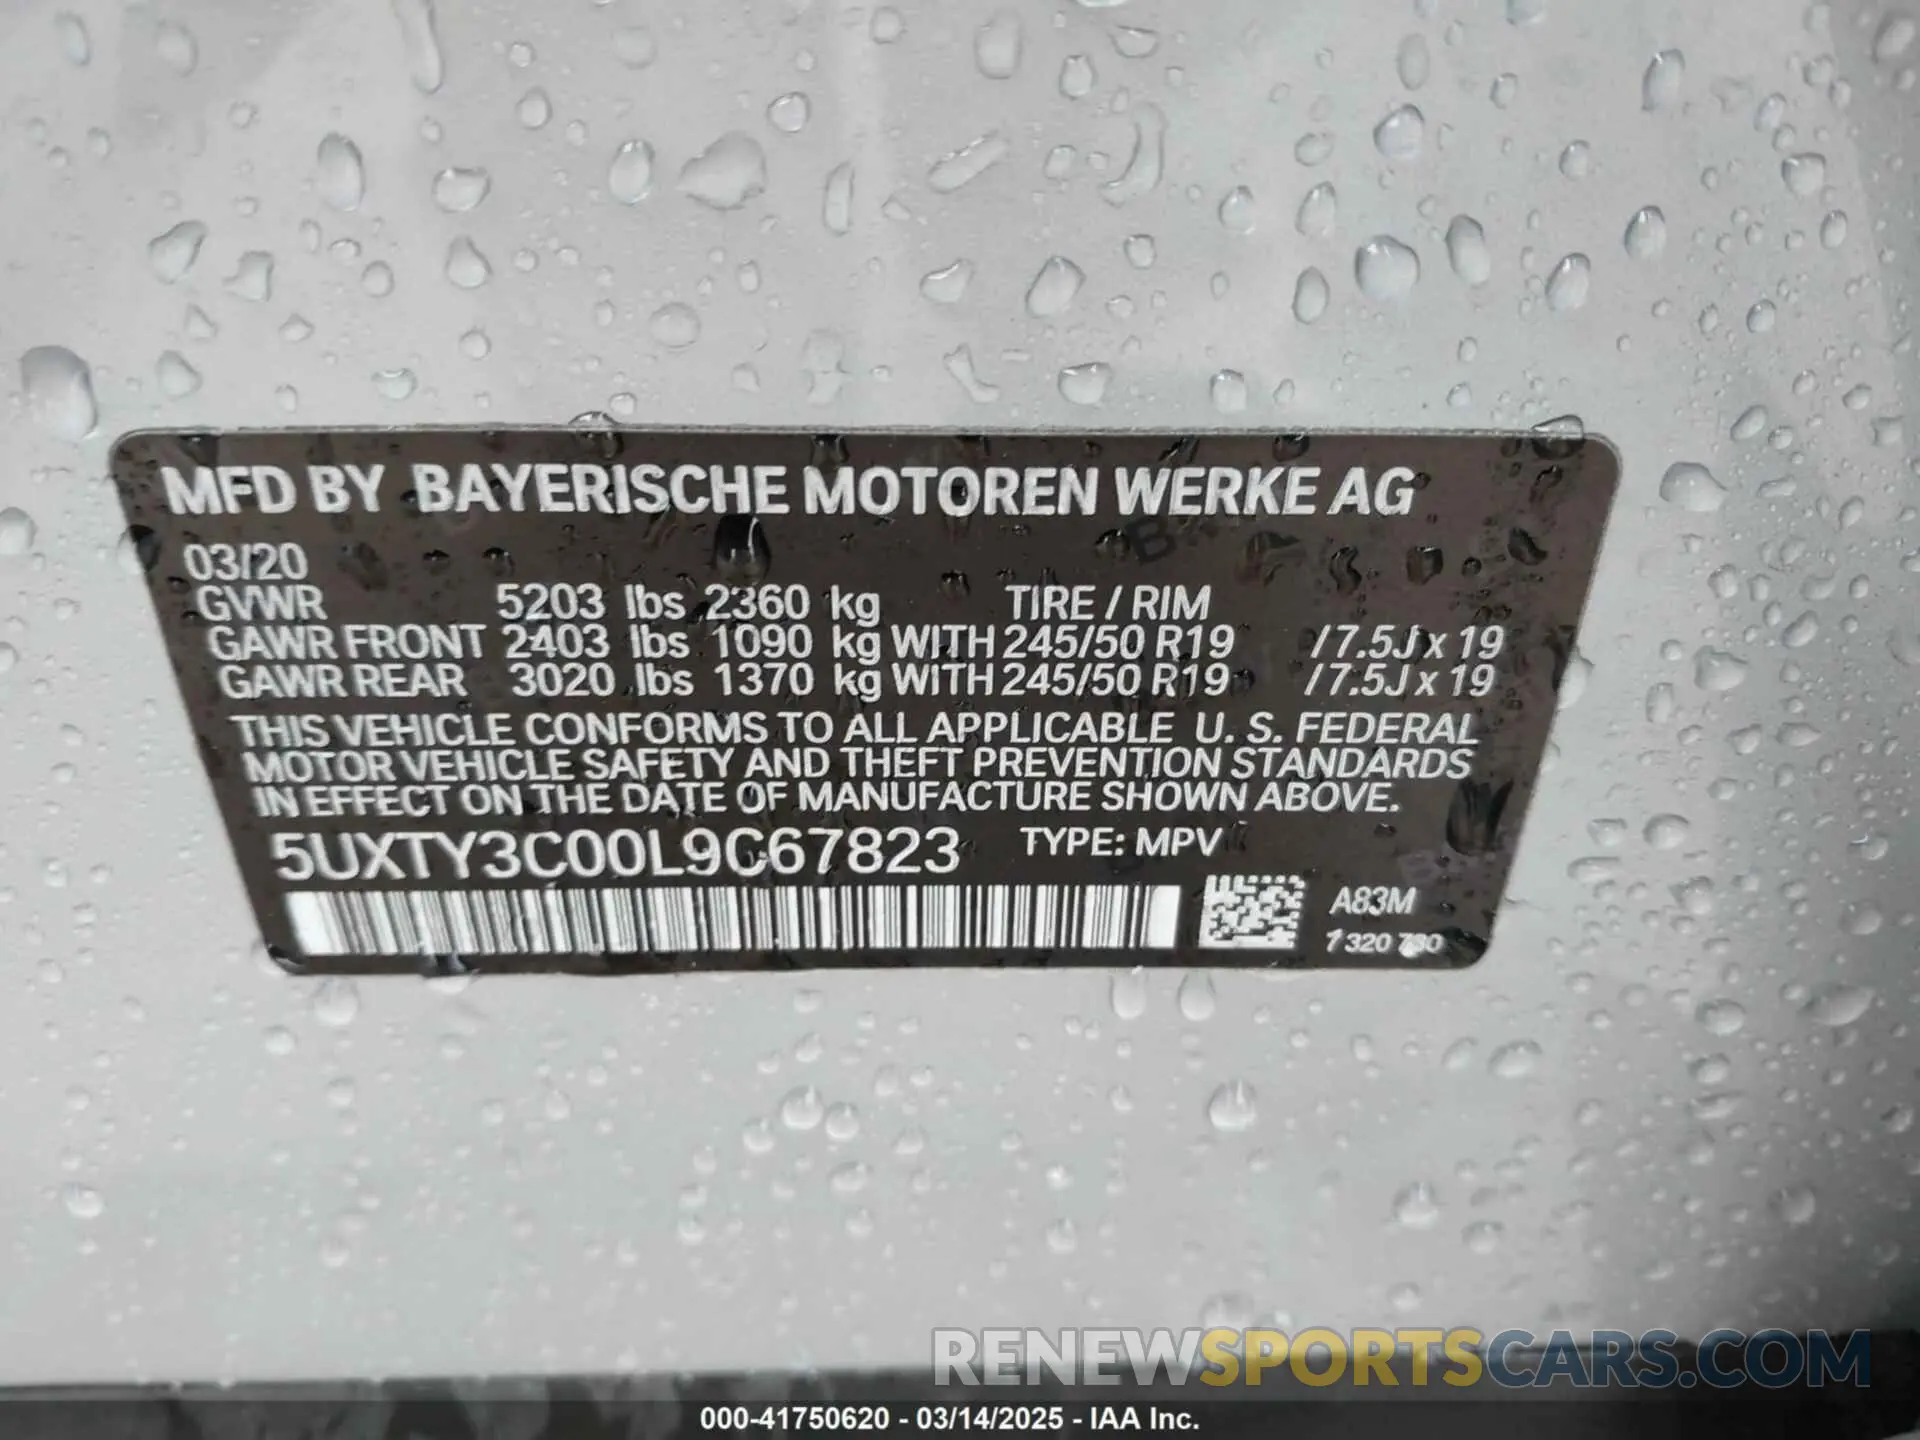 MFD BY BAYERISCHE MOTOREN WERKE AG
03/20
GVWR 5203 lbs 2360 kg TIRE / RIM
GAWR FRONT 2403 lbs 1090 kg WITH 245/50 R19 /7.5J x 19
GAWR REAR 3020 lbs 1370 kg WITH 245/50 R19 /7.5J x 19
THIS VEHICLE CONFORMS TO ALL APPLICABLE U. S. FEDERAL
MOTOR VEHICLE SAFETY AND THEFT PREVENTION STANDARDS
IN EFFECT ON THE DATE OF MANUFACTURE SHOWN ABOVE.
5UXTY3C00L9C67823 TYPE: MPV
A83M
1 320 730
RENEWSPORTSCARS.COM
000-41750620 - 03/14/2025 - IAA Inc.